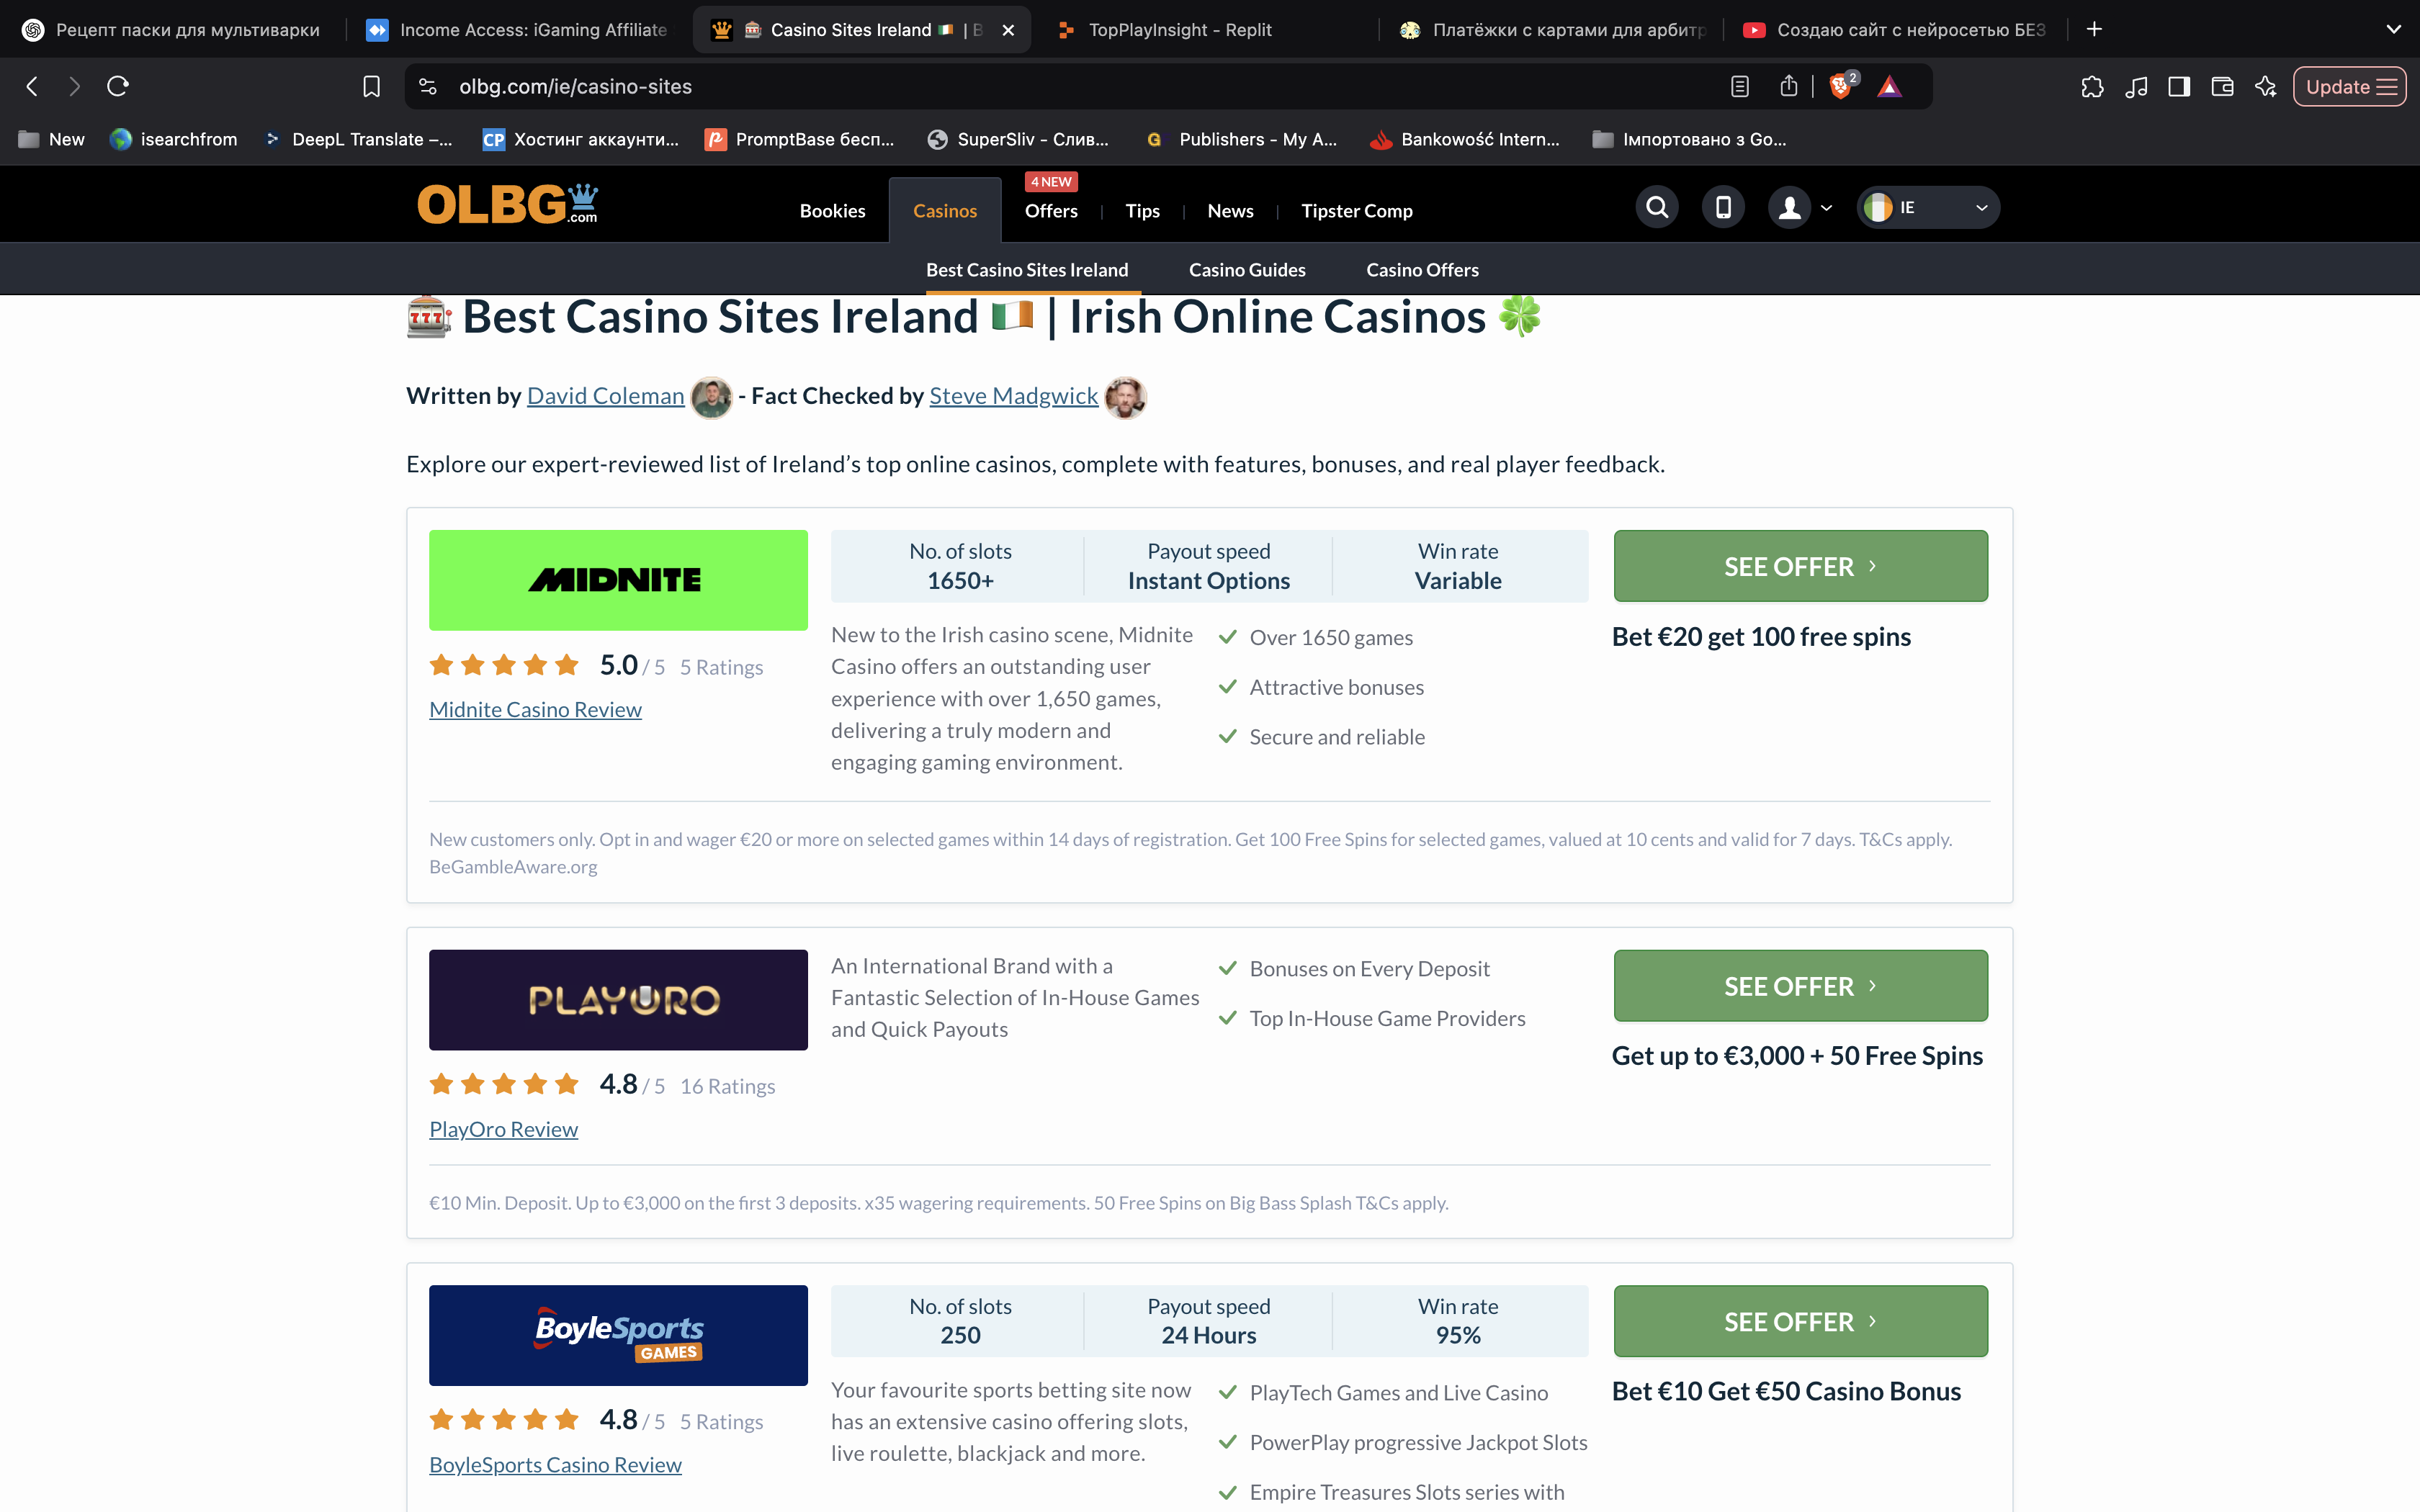 Рецепт паски для мультиварки
Income Access: iGaming Affiliate
Casino Sites Ireland | B
TopPlayInsight - Replit
Платёжки с картами для арбитр
Создаю сайт с нейросетью БЕЗ
olbg.com/ie/casino-sites
2
Update
New
isearchfrom
DeepL Translate –...
CP
Хостинг аккаунти...
PromptBase бесп...
SuperSliv - Слив...
G
Publishers - My A...
Bankowość Intern...
Імпортовано з Go...
OLBG.com
Bookies
Casinos
4 NEW
Offers
Tips
News
Tipster Comp
IE
Best Casino Sites Ireland
Casino Guides
Casino Offers
777 Best Casino Sites Ireland | Irish Online Casinos
Written by David Coleman - Fact Checked by Steve Madgwick
Explore our expert-reviewed list of Ireland’s top online casinos, complete with features, bonuses, and real player feedback.
MIDNITE
5.0 / 5 5 Ratings
Midnite Casino Review
No. of slots
1650+
Payout speed
Instant Options
Win rate
Variable
New to the Irish casino scene, Midnite
Casino offers an outstanding user
experience with over 1,650 games,
delivering a truly modern and
engaging gaming environment.
Over 1650 games
Attractive bonuses
Secure and reliable
SEE OFFER
Bet €20 get 100 free spins
New customers only. Opt in and wager €20 or more on selected games within 14 days of registration. Get 100 Free Spins for selected games, valued at 10 cents and valid for 7 days. T&Cs apply.
BeGambleAware.org
PLAYORO
4.8 / 5 16 Ratings
PlayOro Review
An International Brand with a
Fantastic Selection of In-House Games
and Quick Payouts
Bonuses on Every Deposit
Top In-House Game Providers
SEE OFFER
Get up to €3,000 + 50 Free Spins
€10 Min. Deposit. Up to €3,000 on the first 3 deposits. x35 wagering requirements. 50 Free Spins on Big Bass Splash T&Cs apply.
BoyleSports
GAMES
4.8 / 5 5 Ratings
BoyleSports Casino Review
No. of slots
250
Payout speed
24 Hours
Win rate
95%
Your favourite sports betting site now
has an extensive casino offering slots,
live roulette, blackjack and more.
PlayTech Games and Live Casino
PowerPlay progressive Jackpot Slots
Empire Treasures Slots series with
SEE OFFER
Bet €10 Get €50 Casino Bonus